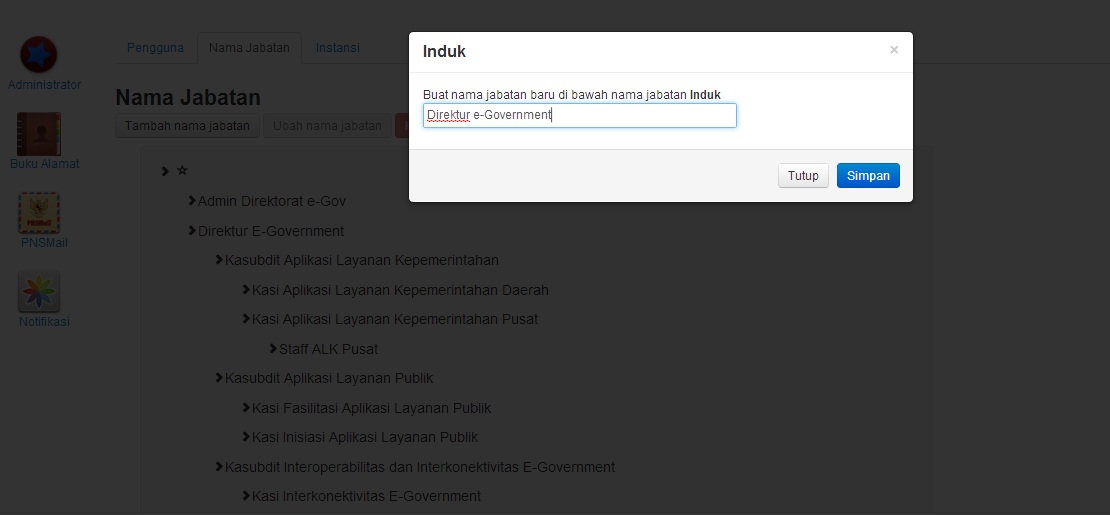 Administrator
Buku Alamat
PNSMail
Notifikasi
Pengguna Nama Jabatan Instansi
Nama Jabatan
Tambah nama jabatan Ubah nama jabatan
Induk ×
Buat nama jabatan baru di bawah nama jabatan Induk
Direktur e-Government
Tutup Simpan
Admin Direktorat e-Gov
Direktur E-Government
Kasubdit Aplikasi Layanan Kepemerintahan
Kasi Aplikasi Layanan Kepemerintahan Daerah
Kasi Aplikasi Layanan Kepemerintahan Pusat
Staff ALK Pusat
Kasubdit Aplikasi Layanan Publik
Kasi Fasilitasi Aplikasi Layanan Publik
Kasi Inisiasi Aplikasi Layanan Publik
Kasubdit Interoperabilitas dan Interkonektivitas E-Government
Kasi Interkonektivitas E-Government